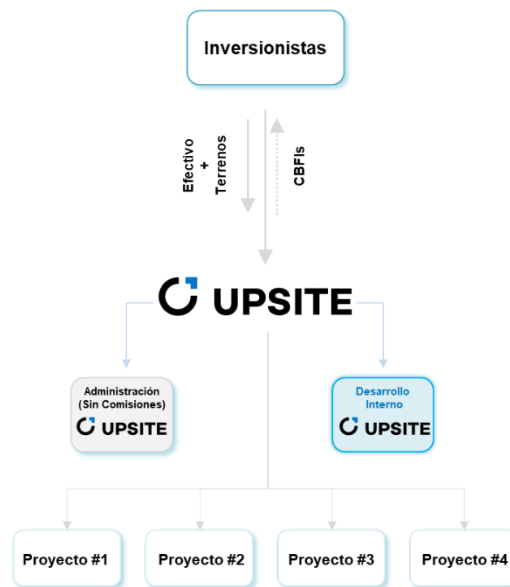 Inversionistas
Efectivo
+
Terrenos
CBFIs
UPSITE
Administración
(Sin Comisiones)
UPSITE
Desarrollo
Interno
UPSITE
Proyecto #1
Proyecto #2
Proyecto #3
Proyecto #4